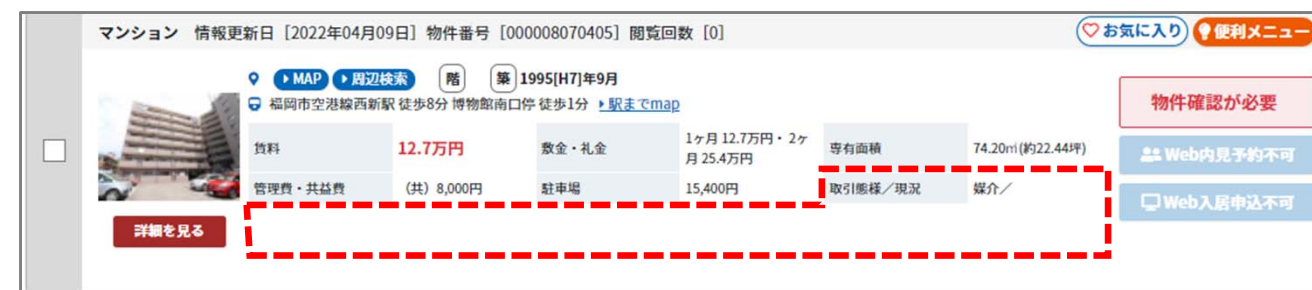 マンション 情報更新日［2022年04月09日］物件番号［000008070405］閲覧回数［0］
お気に入り 便利メニュー
MAP 周辺検索 階 築 1995[H7]年9月
福岡市空港線西新駅 徒歩8分 博物館南口停 徒歩1分 駅までmap
物件確認が必要
賃料 12.7万円 敷金・礼金 1ヶ月 12.7万円・ 2ヶ
月 25.4万円 専有面積 74.20㎡(約22.44坪)
Web内見予約不可
管理費・共益費 （共）8,000円 駐車場 15,400円 取引態様／現況 媒介／
Web入居申込不可
詳細を見る